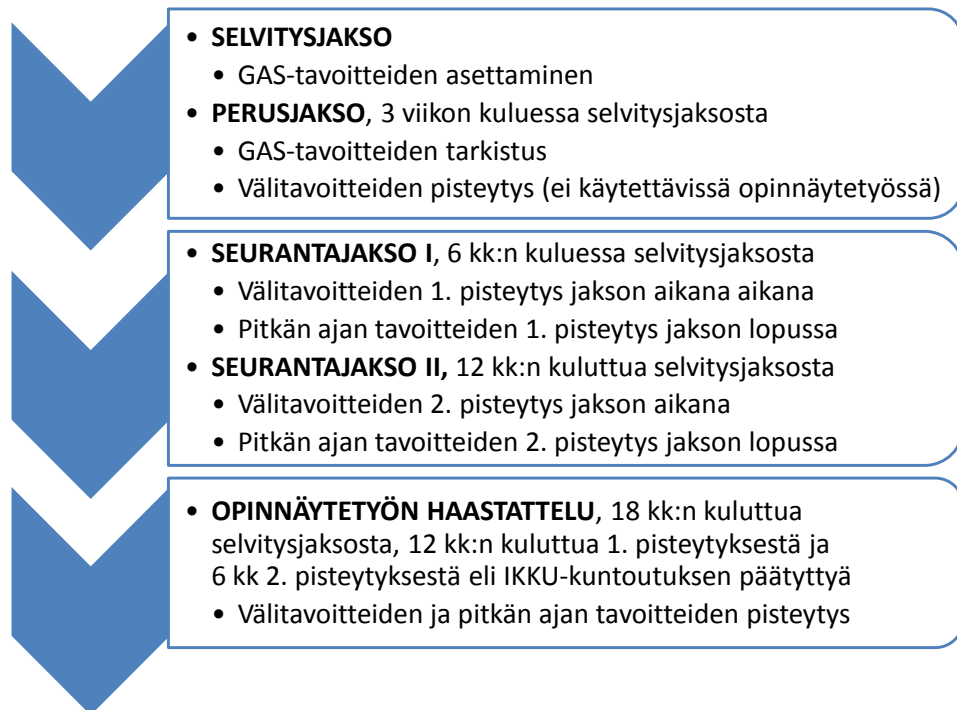 • SELVITYSJAKSO
• GAS-tavoitteiden asettaminen
• PERUSJAKSO, 3 viikon kuluessa selvitysjaksosta
• GAS-tavoitteiden tarkistus
• Välitavoitteiden pisteytys (ei käytettävissä opinnäytetyössä)
• SEURANTAJAKSO I, 6 kk:n kuluessa selvitysjaksosta
• Välitavoitteiden 1. pisteytys jakson aikana aikana
• Pitkän ajan tavoitteiden 1. pisteytys jakson lopussa
• SEURANTAJAKSO II, 12 kk:n kuluttua selvitysjaksosta
• Välitavoitteiden 2. pisteytys jakson aikana
• Pitkän ajan tavoitteiden 2. pisteytys jakson lopussa
• OPINNÄYTETYÖN HAASTATTELU, 18 kk:n kuluttua
selvitysjaksosta, 12 kk:n kuluttua 1. pisteytyksestä ja
6 kk 2. pisteytyksestä eli IKKU-kuntoutuksen päätyttyä
• Välitavoitteiden ja pitkän ajan tavoitteiden pisteytys